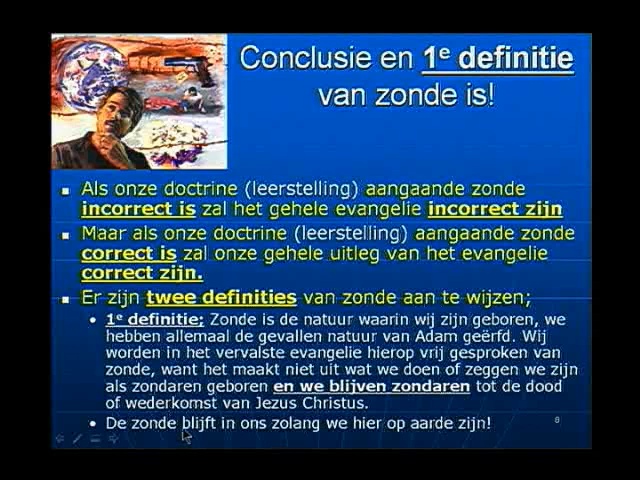 Conclusie en 1e definitie
van zonde is!
Als onze doctrine (leerstelling) aangaande zonde
incorrect is zal het gehele evangelie incorrect zijn
Maar als onze doctrine (leerstelling) aangaande zonde
correct is zal onze gehele uitleg van het evangelie
correct zijn.
Er zijn twee definities van zonde aan te wijzen;
1e definitie; Zonde is de natuur waarin wij zijn geboren, we
hebben allemaal de gevallen natuur van Adam geërfd. Wij
worden in het vervalste evangelie hierop vrij gesproken van
zonde, want het maakt niet uit wat we doen of zeggen we zijn
als zondaren geboren en we blijven zondaren tot de dood
of wederkomst van Jezus Christus.
De zonde blijft in ons zolang we hier op aarde zijn!
8